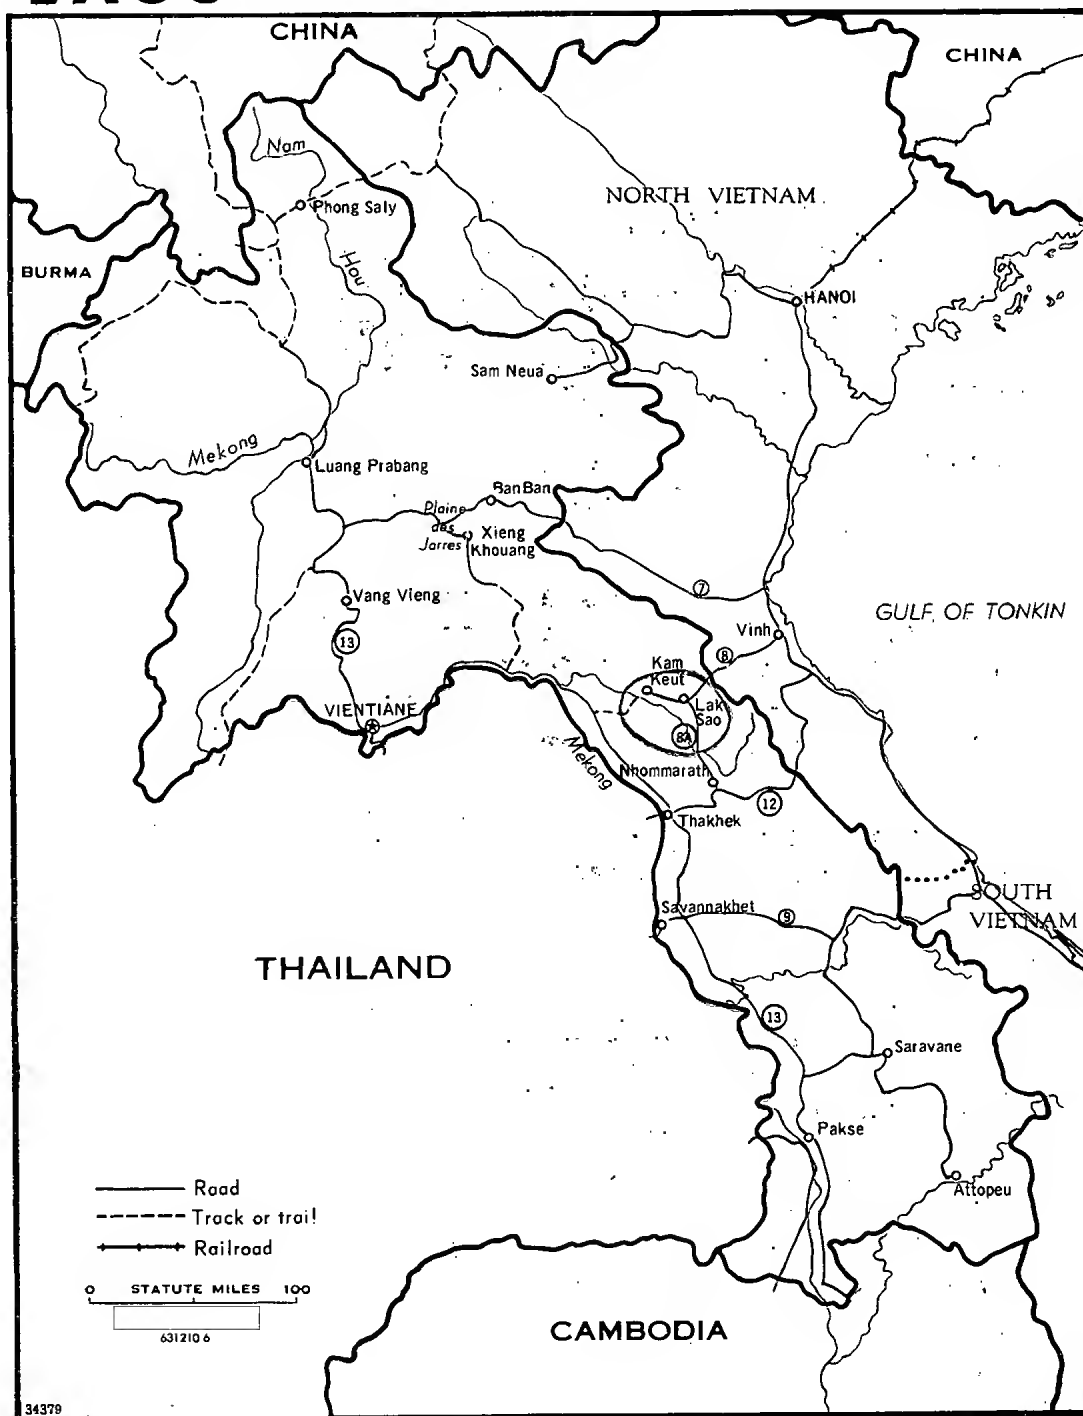 CHINA
CHINA
Nam
NORTH VIETNAM
Phong Saly
Hou
BURMA
HANOI
Sam Neua
Mekong
Luang Prabang
Ban Ban
Plaine
des
Jarres
Xieng
Khouang
7
Vang Vieng
GULF OF TONKIN
Vinh
13
8
Kam
Keut
VIENTIANE
Lak
Sao
8A
Mekong
Nhommarath
12
Thakhek
SOUTH
VIETNAM
Savannakhet
9
THAILAND
13
Saravane
Pakse
Attopeu
Road
Track or trail
Railroad
0 STATUTE MILES 100
631210 6
CAMBODIA
34379